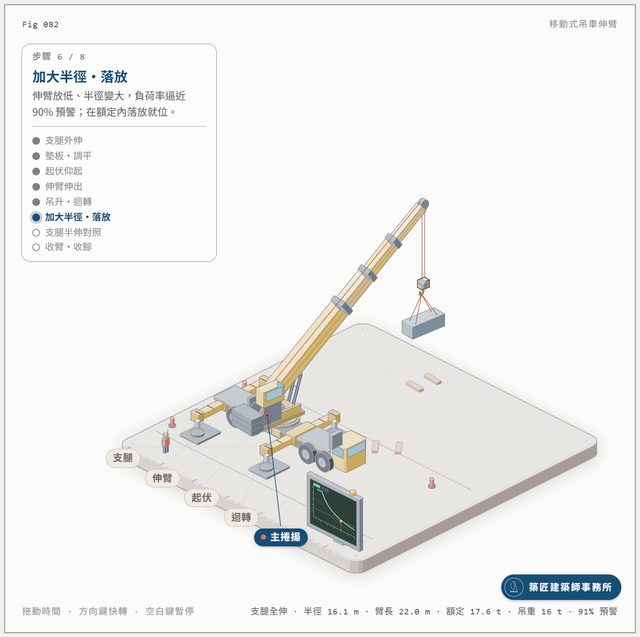 Fig 082
移動式吊車伸臂
步驟 6 / 8
加大半徑・落放
伸臂放低、半徑變大，負荷率逼近
90% 預警；在額定內落放就位。
支腿外伸
墊板・調平
起伏仰起
伸臂伸出
吊升・迴轉
加大半徑・落放
支腿半伸對照
收臂・收腳
支腿
伸臂
起伏
迴轉
主捲揚
築匠建築師事務所
拖動時間 · 方向鍵快轉 · 空白鍵暫停
支腿全伸 · 半徑 16.1 m · 臂長 22.0 m · 額定 17.6 t · 吊重 16 t · 91% 預警